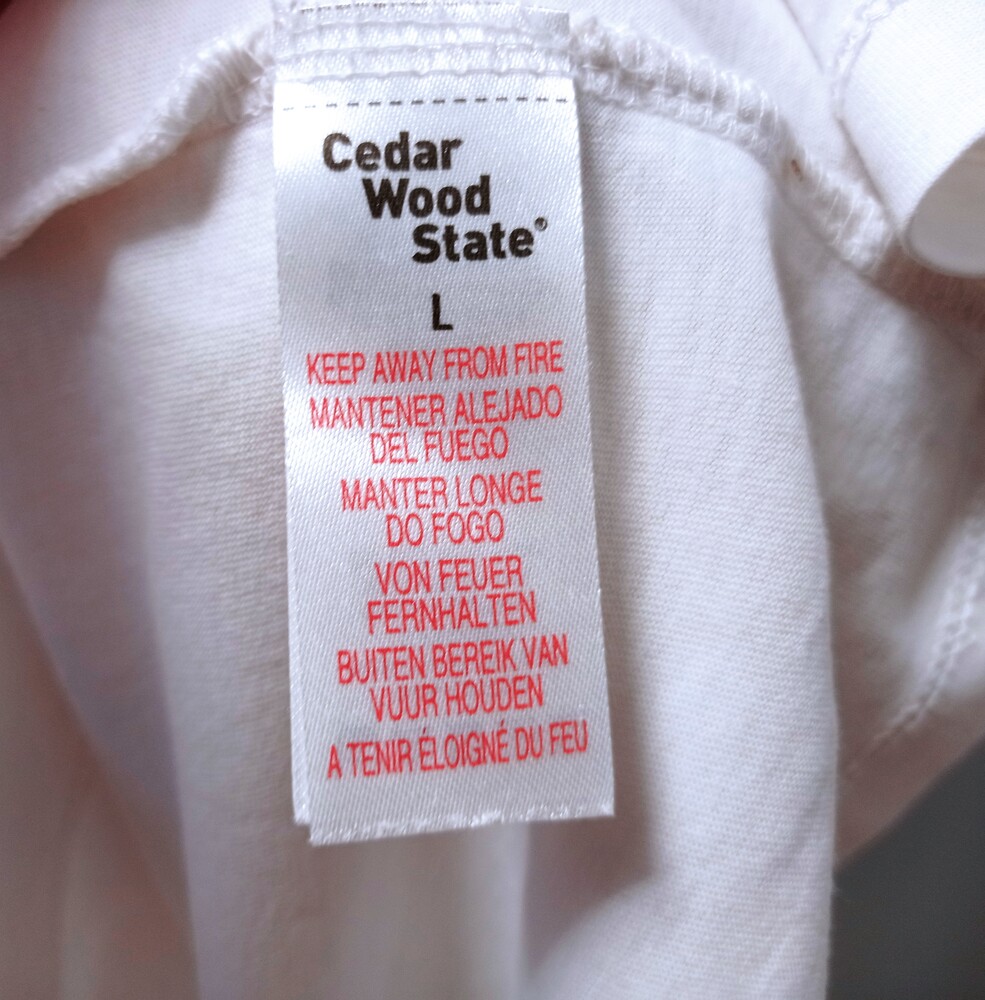 Cedar
Wood
State®
L
KEEP AWAY FROM FIRE
MANTENER ALEJADO
DEL FUEGO
MANTER LONGE
DO FOGO
VON FEUER
FERNHALTEN
BUITEN BEREIK VAN
VUUR HOUDEN
A TENIR ÉLOIGNÉ DU FEU